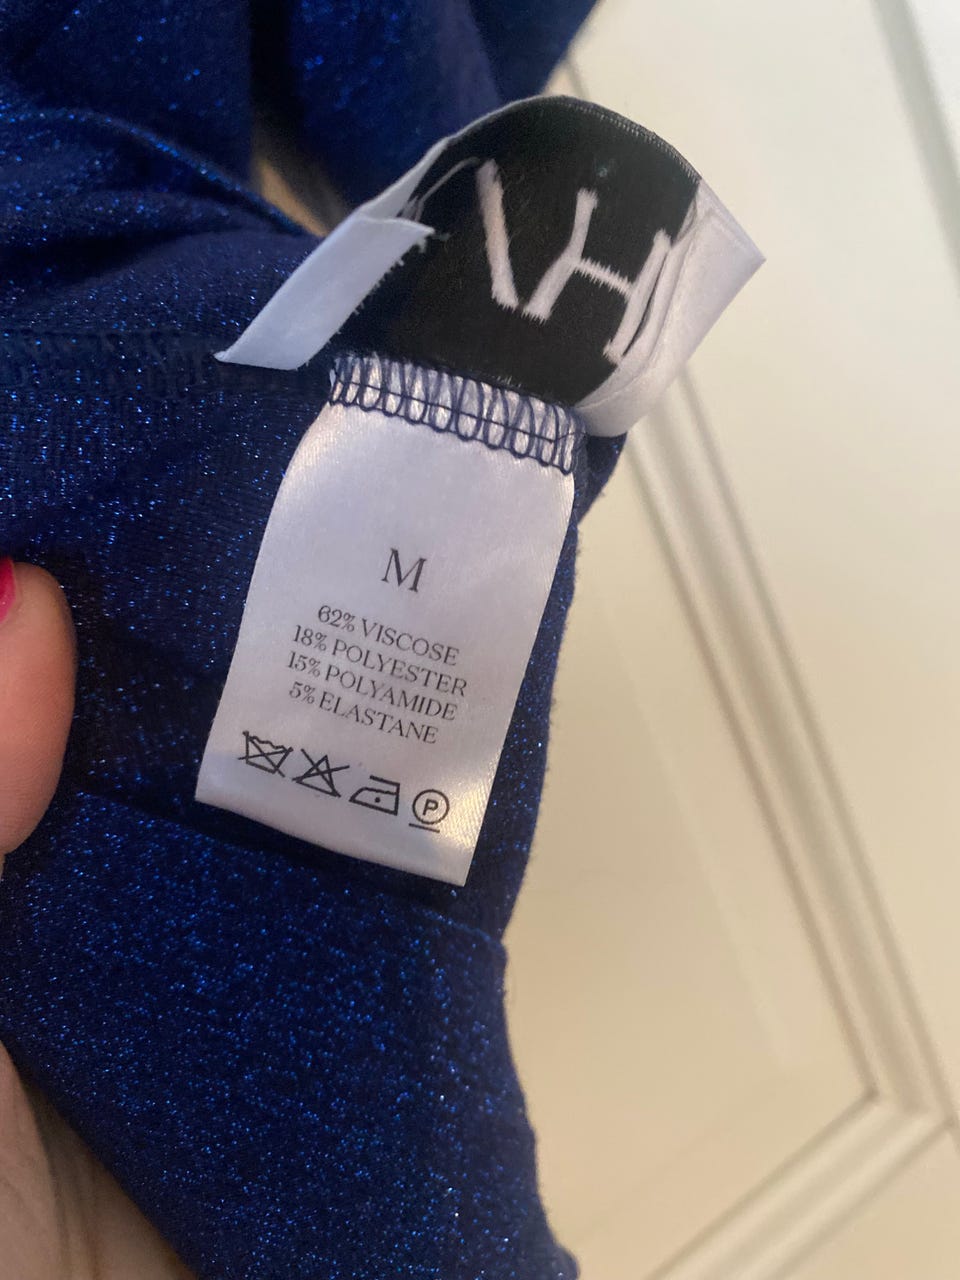 M
62% VISCOSE
18% POLYESTER
15% POLYAMIDE
5% ELASTANE
P